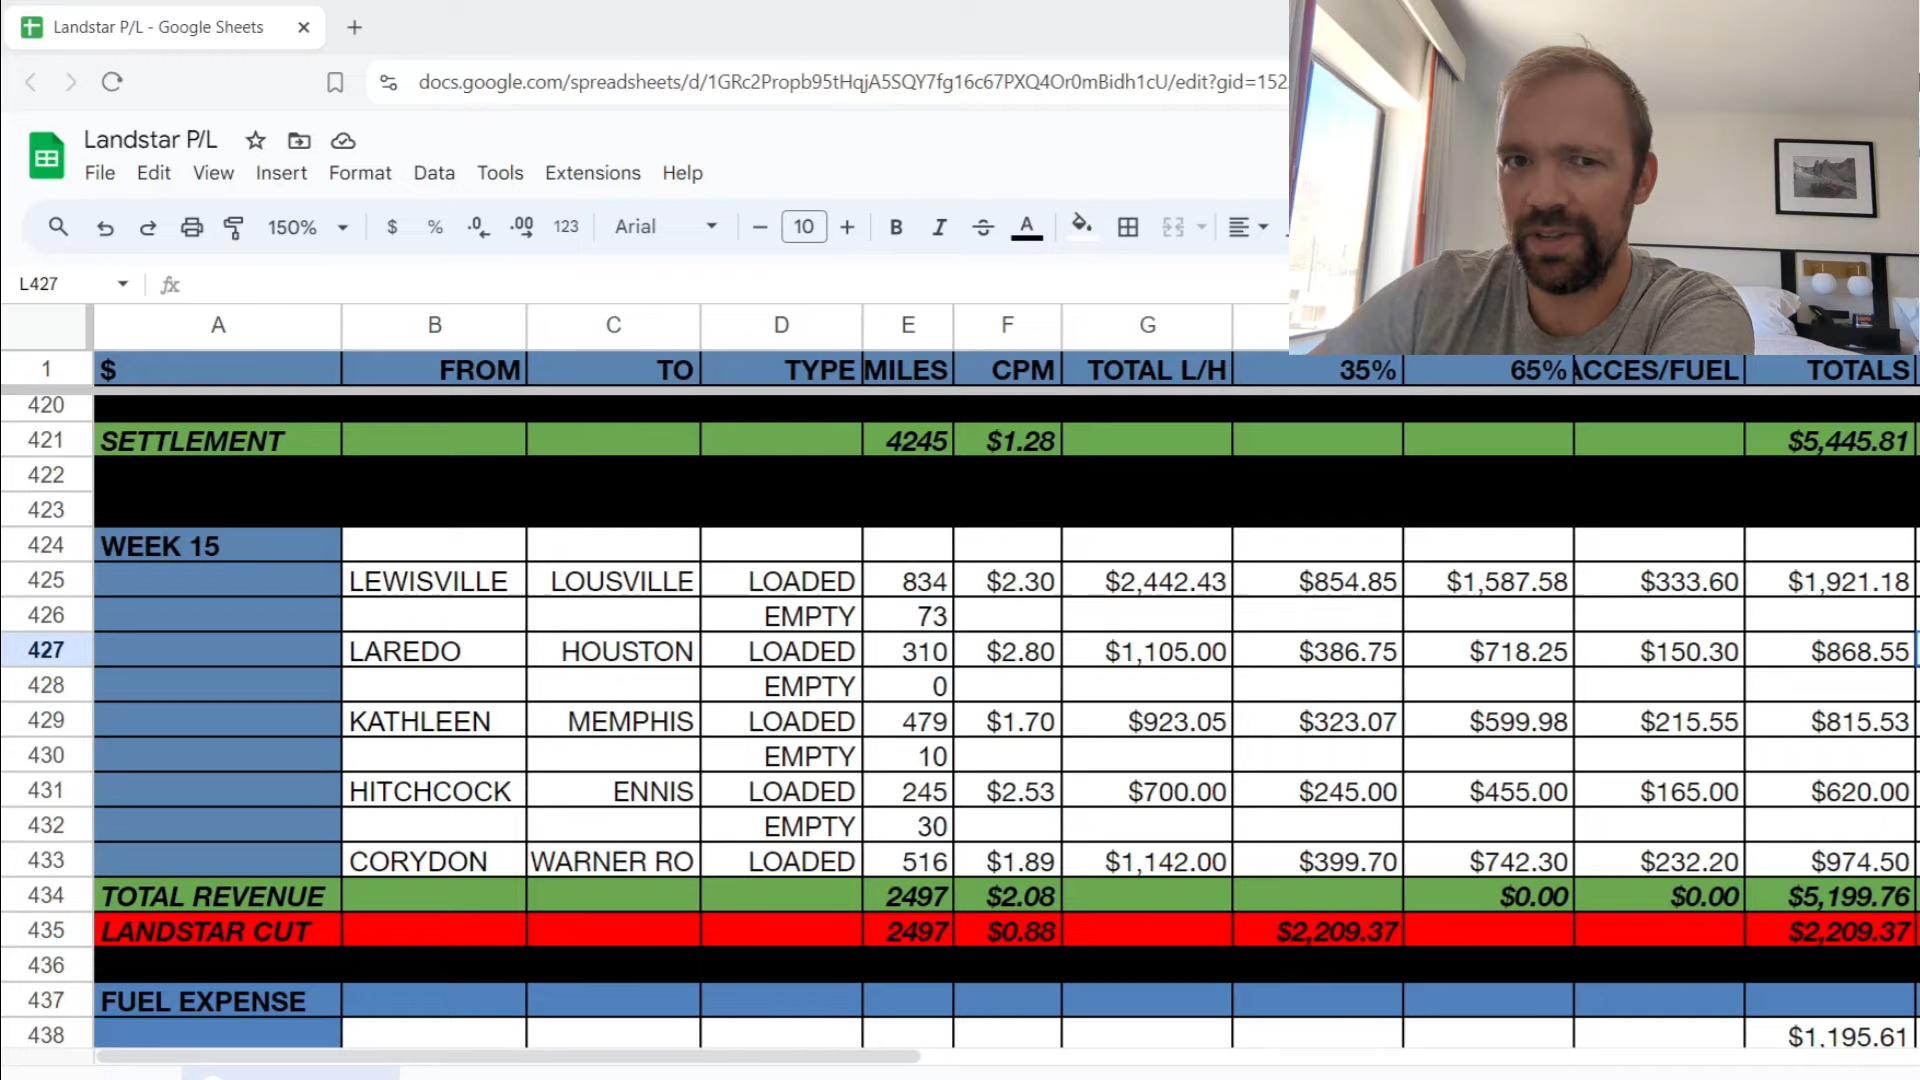 Landstar P/L - Google Sheets
docs.google.com/spreadsheets/d/1GRc2Propb95tHqjA5SQY7fg16c67PXQ4Or0mBidh1cU/edit?gid=152
Landstar P/L
File Edit View Insert Format Data Tools Extensions Help
150% $ % .0 .00 123 Arial 10 B I A
L427 fx
A B C D E F G
1 $ FROM TO TYPE MILES CPM TOTAL L/H 35% 65% ACCES/FUEL TOTALS
420
421 SETTLEMENT 4245 $1.28 $5,445.81
422
423
424 WEEK 15
425 LEWISVILLE LOUSVILLE LOADED 834 $2.30 $2,442.43 $854.85 $1,587.58 $333.60 $1,921.18
426 EMPTY 73
427 LAREDO HOUSTON LOADED 310 $2.80 $1,105.00 $386.75 $718.25 $150.30 $868.55
428 EMPTY 0
429 KATHLEEN MEMPHIS LOADED 479 $1.70 $923.05 $323.07 $599.98 $215.55 $815.53
430 EMPTY 10
431 HITCHCOCK ENNIS LOADED 245 $2.53 $700.00 $245.00 $455.00 $165.00 $620.00
432 EMPTY 30
433 CORYDON WARNER RO LOADED 516 $1.89 $1,142.00 $399.70 $742.30 $232.20 $974.50
434 TOTAL REVENUE 2497 $2.08 $0.00 $0.00 $5,199.76
435 LANDSTAR CUT 2497 $0.88 $2,209.37 $2,209.37
436
437 FUEL EXPENSE
438 $1,195.61